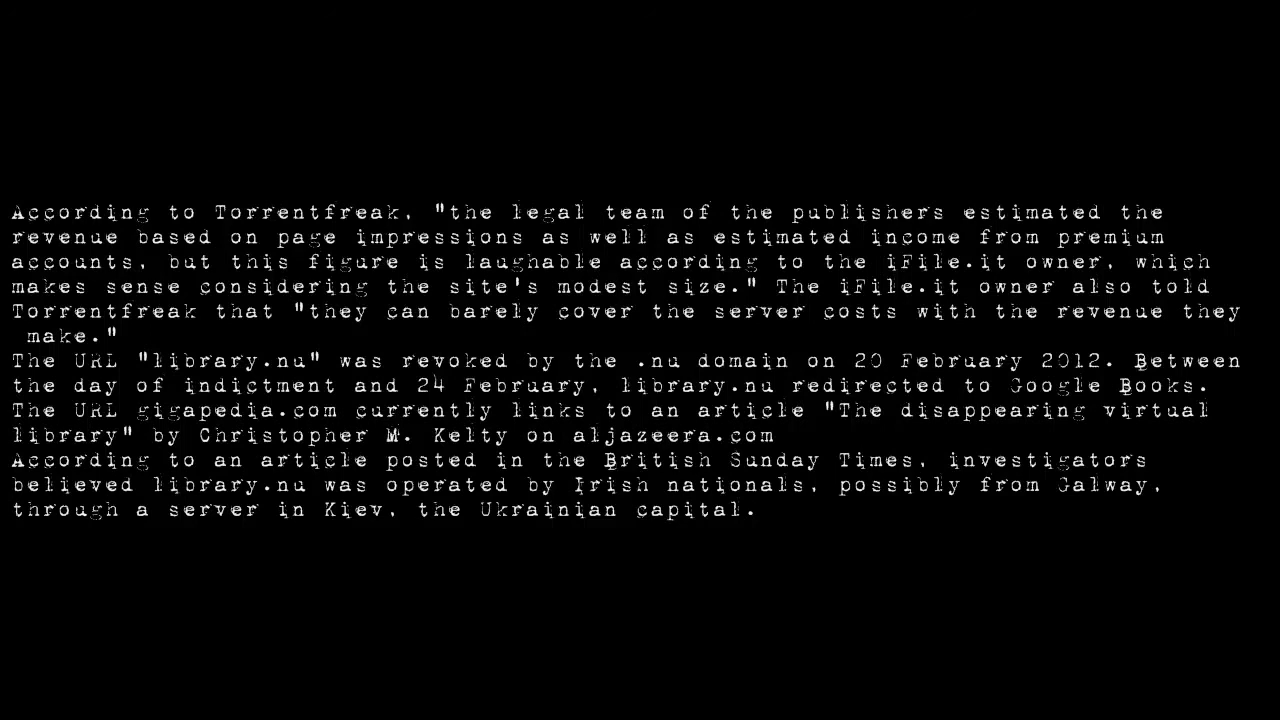 According to Torrentfreak, "the legal team of the publishers estimated the
revenue based on page impressions as well as estimated income from premium
accounts, but this figure is laughable according to the iFile.it owner, which
makes sense considering the site's modest size." The iFile.it owner also told
Torrentfreak that "they can barely cover the server costs with the revenue they
make."
The URL "library.nu" was revoked by the .nu domain on 20 February 2012. Between
the day of indictment and 24 February, library.nu redirected to Google Books.
The URL gigapedia.com currently links to an article "The disappearing virtual
library" by Christopher M. Kelty on aljazeera.com
According to an article posted in the British Sunday Times, investigators
believed library.nu was operated by Irish nationals, possibly from Galway,
through a server in Kiev, the Ukrainian capital.